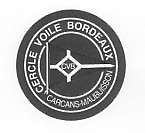 CERCLE VOILE BORDEAUX
CVB
CARCANS-MAUBUISSON